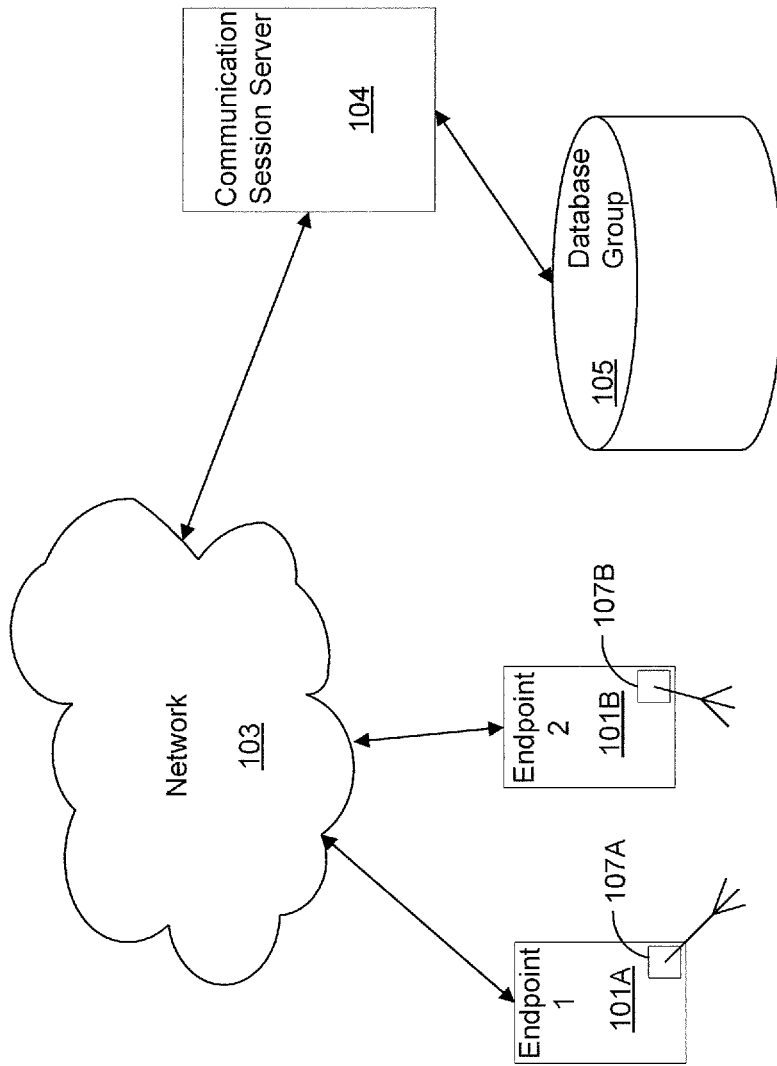 Communication
Session Server
104
Database
Group
105
Network
103
107B
Endpoint
2
101B
107A
Endpoint
1
101A